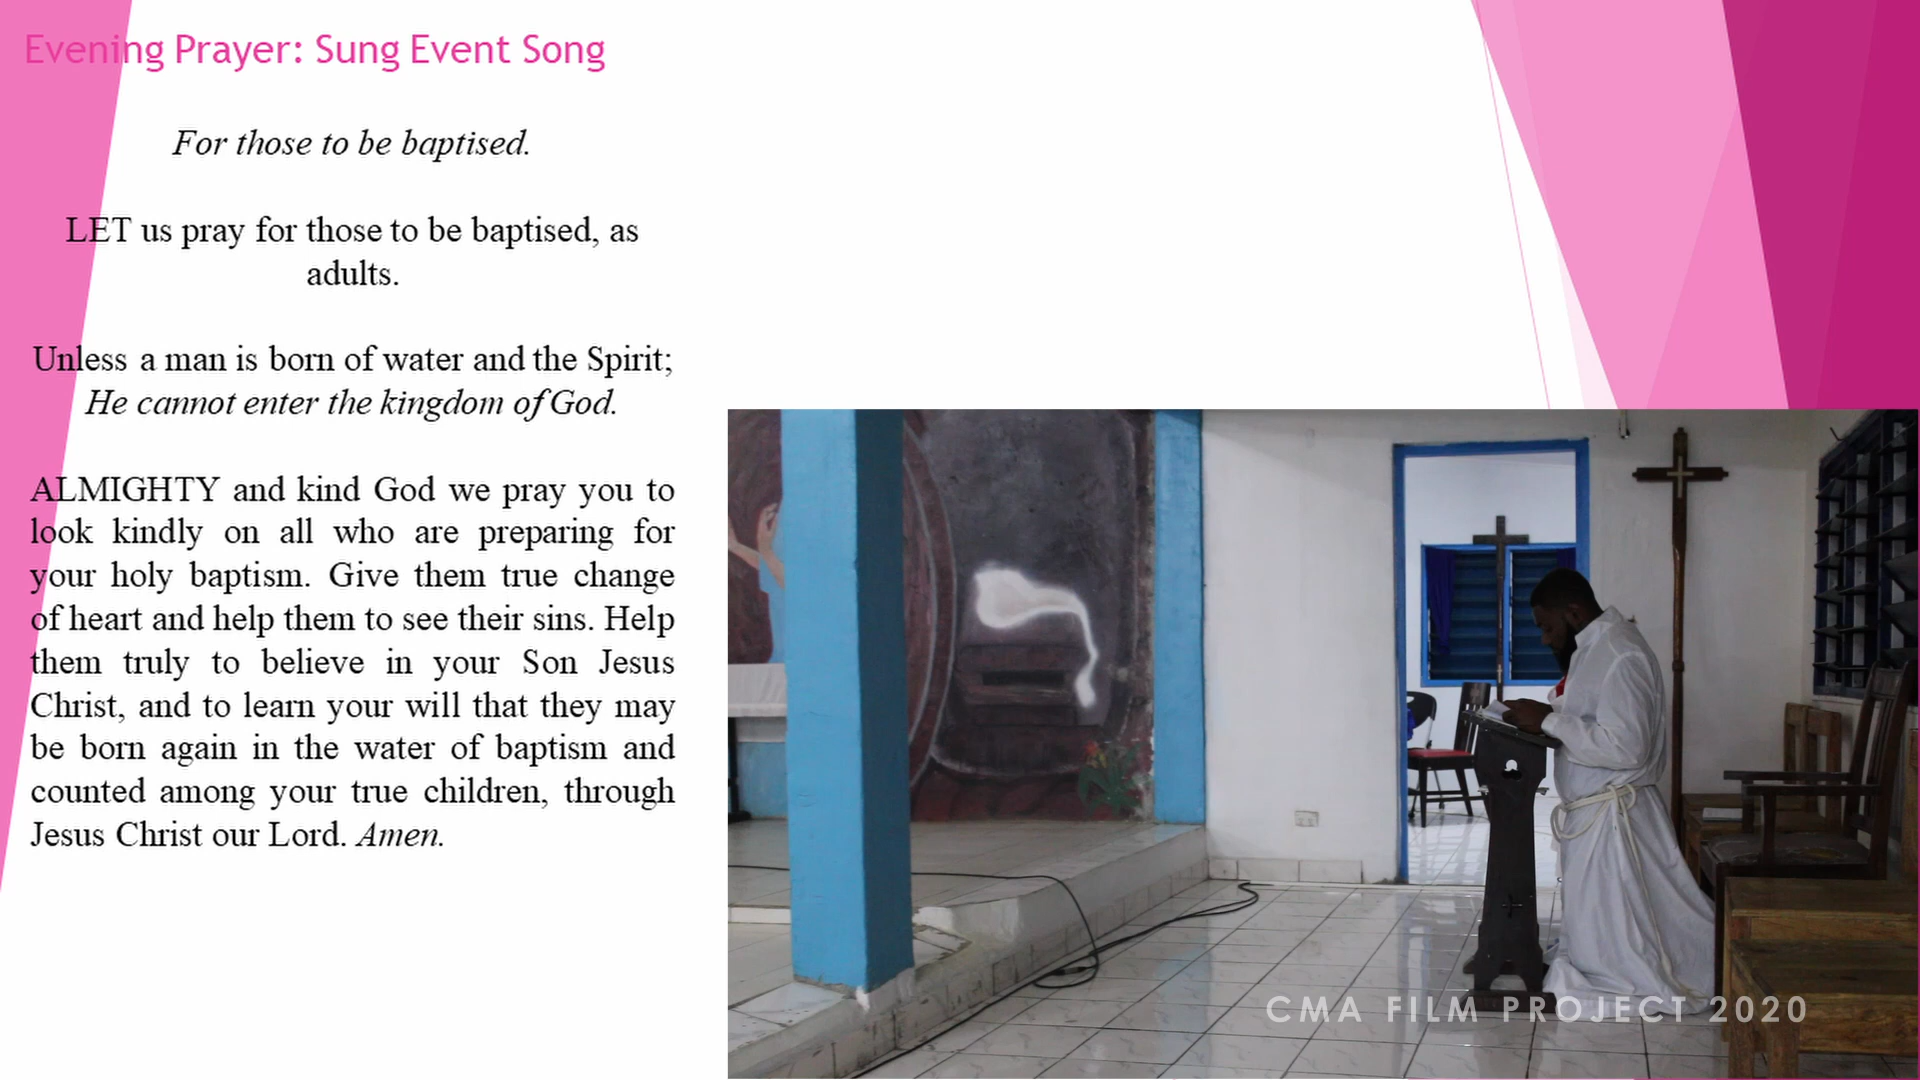 Evening Prayer: Sung Event Song
For those to be baptised.
LET us pray for those to be baptised, as
adults.
Unless a man is born of water and the Spirit;
He cannot enter the kingdom of God.
ALMIGHTY and kind God we pray you to
look kindly on all who are preparing for
your holy baptism. Give them true change
of heart and help them to see their sins. Help
them truly to believe in your Son Jesus
Christ, and to learn your will that they may
be born again in the water of baptism and
counted among your true children, through
Jesus Christ our Lord. Amen.
CMA FILM PROJECT 2020